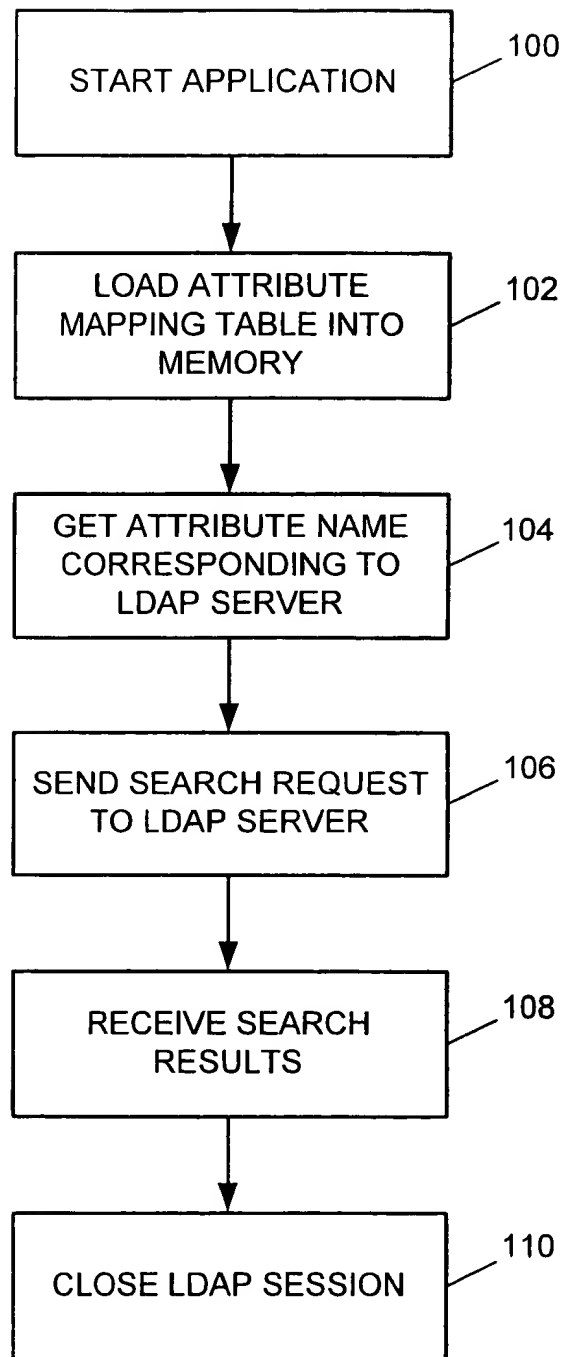 START APPLICATION
100
LOAD ATTRIBUTE
MAPPING TABLE INTO
MEMORY
102
GET ATTRIBUTE NAME
CORRESPONDING TO
LDAP SERVER
104
SEND SEARCH REQUEST
TO LDAP SERVER
106
RECEIVE SEARCH
RESULTS
108
CLOSE LDAP SESSION
110